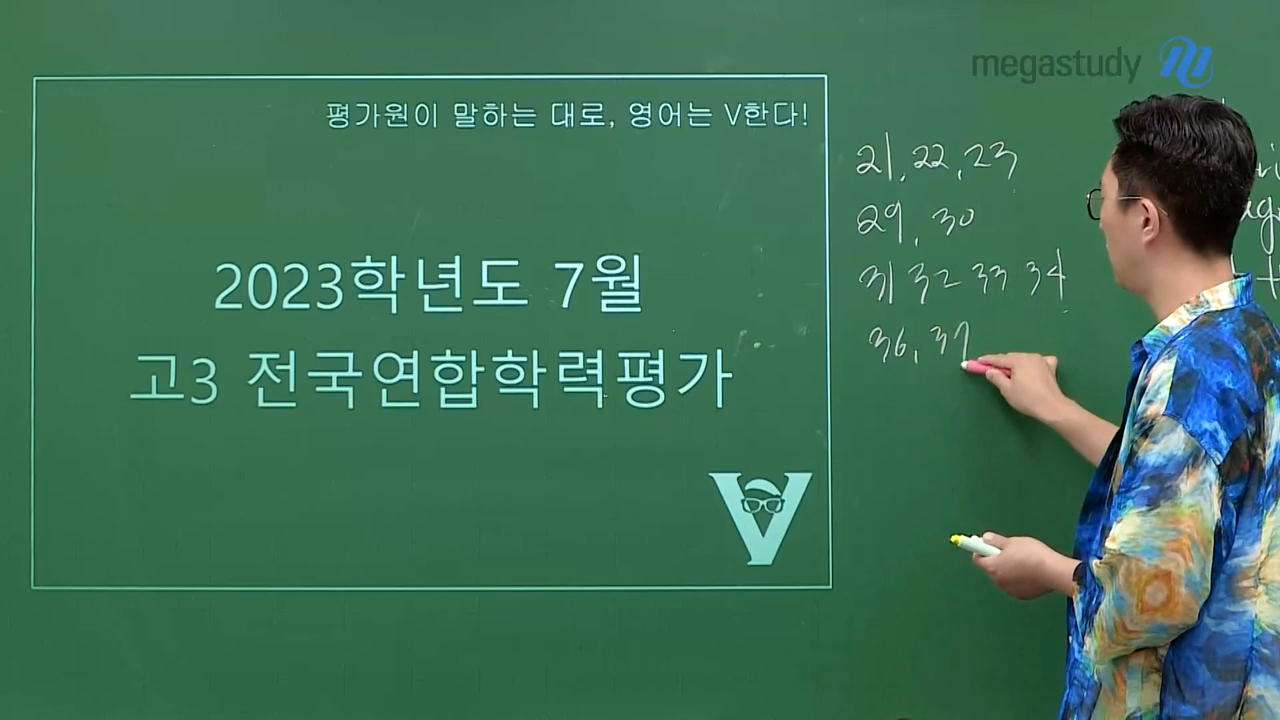 megastudy
평가원이 말하는 대로, 영어는 V한다!
2023학년도 7월
고3 전국연합학력평가
V
21, 22, 23
29, 30
31 32 33 34
36, 37